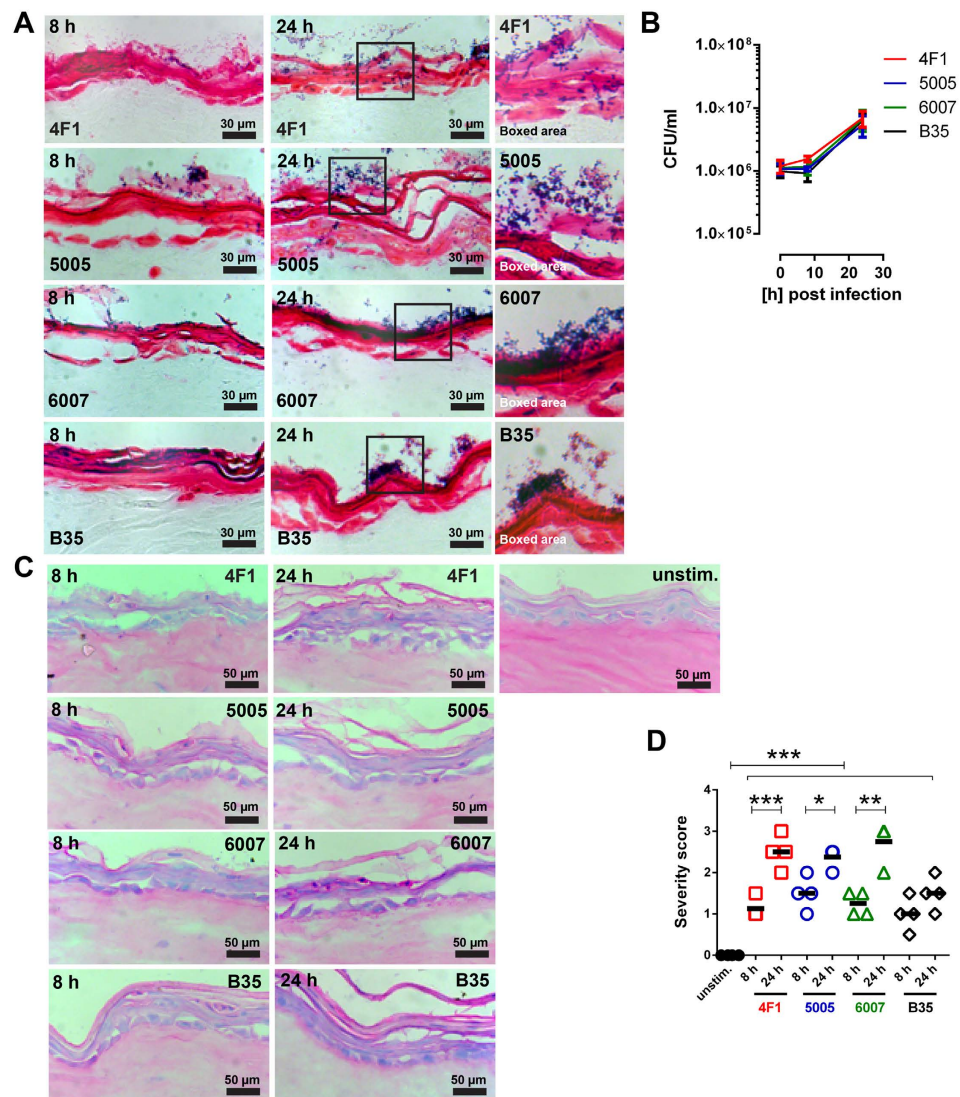 A
8 h
4F1
30 µm
24 h
4F1
30 µm
4F1
Boxed area
8 h
5005
30 µm
24 h
5005
30 µm
5005
Boxed area
8 h
6007
30 µm
24 h
6007
30 µm
6007
Boxed area
8 h
B35
30 µm
24 h
B35
30 µm
B35
Boxed area
B
CFU/ml
1.0×10⁸
1.0×10⁷
1.0×10⁶
1.0×10⁵
0 10 20 30
[h] post infection
4F1
5005
6007
B35
C
8 h 4F1
50 µm
24 h 4F1
50 µm
unstim.
50 µm
8 h 5005
50 µm
24 h 5005
50 µm
8 h 6007
50 µm
24 h 6007
50 µm
8 h B35
50 µm
24 h B35
50 µm
D
***
*** * **
Severity score
4
3
2
1
0
unstim. 8 h 24 h 8 h 24 h 8 h 24 h 8 h 24 h
4F1 5005 6007 B35